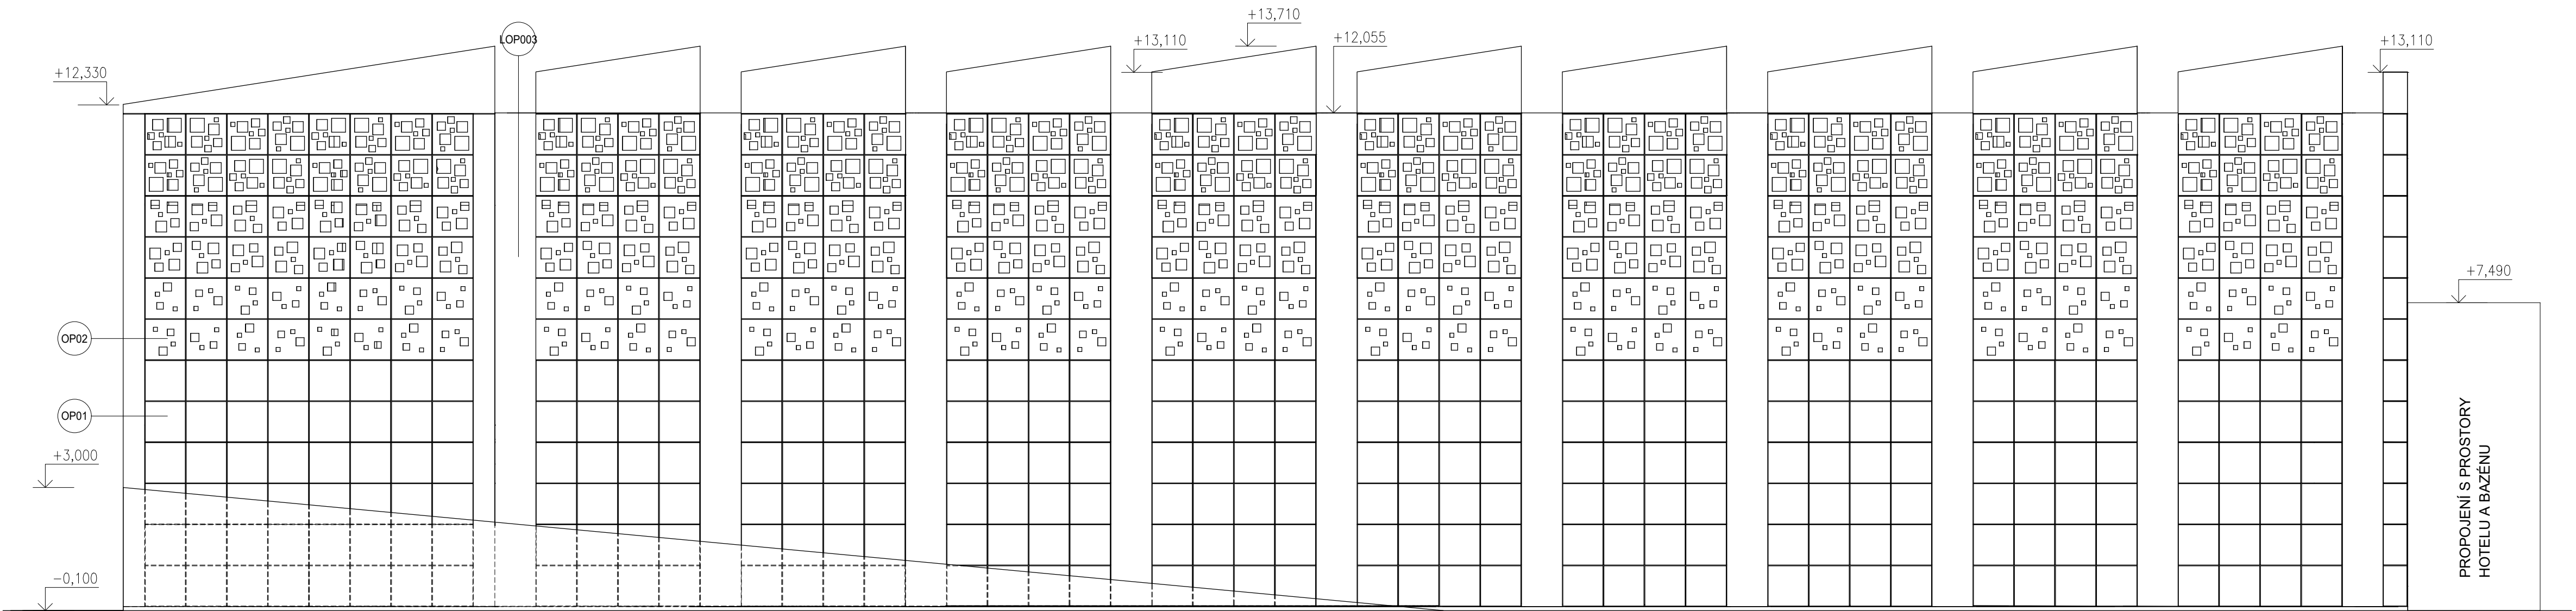 +13,710
LOP003
+13,110
+12,055
+13,110
+12,330
+7,490
OP02
OP01
+3,000
-0,100
PROPOJENÍ S PROSTORY
HOTELU A BAZÉNU